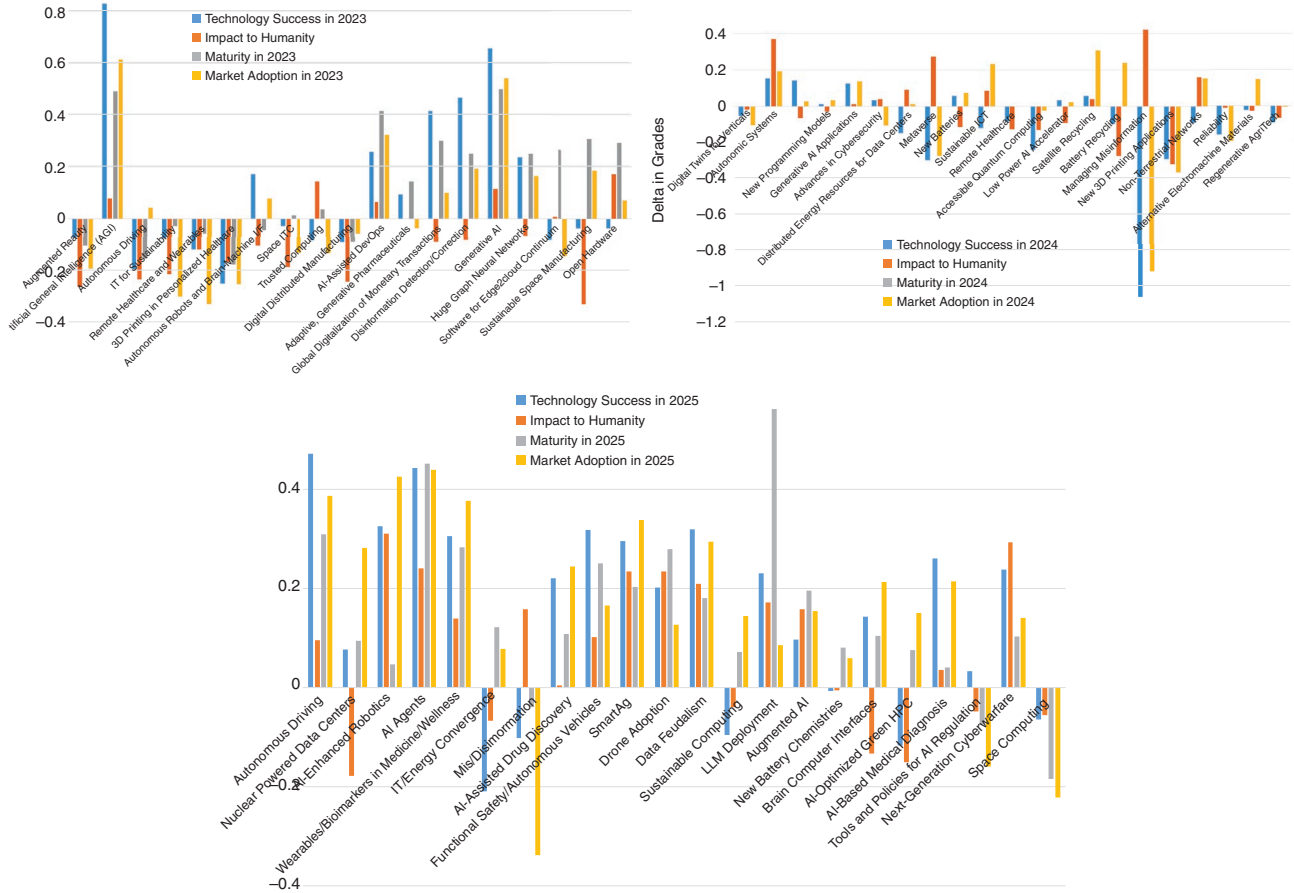 0.8
0.6
0.4
0.2
0
−0.2
−0.4
Technology Success in 2023
Impact to Humanity
Maturity in 2023
Market Adoption in 2023
Augmented Reality
tificial General Intelligence (AGI)
Autonomous Driving
IT for Sustainability
Remote Healthcare and Wearables
3D Printing in Personalized Healthcare
Autonomous Robots and Brain-Machine I/F
Space ITC
Trusted Computing
Digital Distributed Manufacturing
AI-Assisted DevOps
Adaptive, Generative Pharmaceuticals
Global Digitalization of Monetary Transactions
Disinformation Detection/Correction
Generative AI
Huge Graph Neural Networks
Software for Edge2cloud Continuum
Sustainable Space Manufacturing
Open Hardware
Delta in Grades
0.4
0.2
0
−0.2
−0.4
−0.6
−0.8
−1
−1.2
Digital Twins for Verticals
Autonomic Systems
New Programming Models
Generative AI Applications
Advances in Cybersecurity
Distributed Energy Resources for Data Centers
Metaverse
New Batteries
Sustainable ICT
Remote Healthcare
Accessible Quantum Computing
Low Power AI Accelerator
Satellite Recycling
Battery Recycling
Managing Misinformation
New 3D Printing Applications
Non-Terrestrial Networks
Reliability
Alternative Electromachine Materials
Regenerative AgriTech
Technology Success in 2024
Impact to Humanity
Maturity in 2024
Market Adoption in 2024
Technology Success in 2025
Impact to Humanity
Maturity in 2025
Market Adoption in 2025
0.4
0.2
0
−0.2
−0.4
Autonomous Driving
Nuclear Powered Data Centers
AI-Enhanced Robotics
AI Agents
Wearables/Biomarkers in Medicine/Wellness
IT/Energy Convergence
Mis/Disinformation
AI-Assisted Drug Discovery
Functional Safety/Autonomous Vehicles
SmartAg
Drone Adoption
Data Feudalism
Sustainable Computing
LLM Deployment
Augmented AI
New Battery Chemistries
Brain Computer Interfaces
AI-Optimized Green HPC
AI-Based Medical Diagnosis
Tools and Policies for AI Regulation
Next-Generation Cyberwarfare
Space Computing